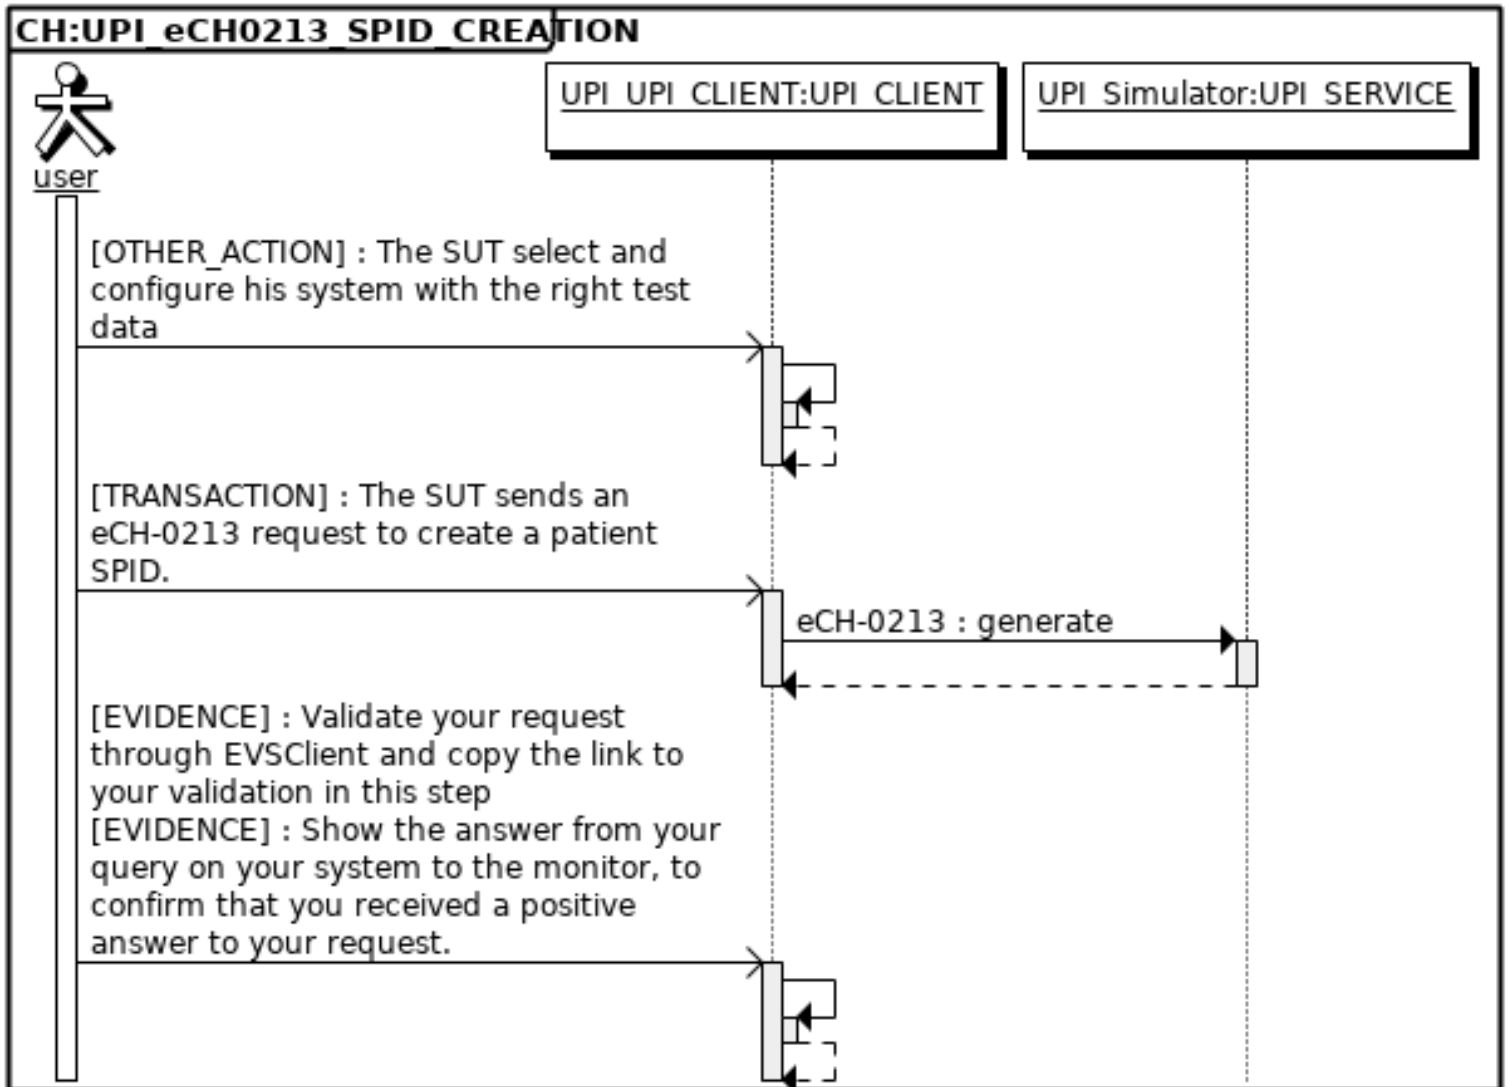 CH:UPI_eCH0213_SPID_CREATION
user
UPI_UPI_CLIENT:UPI_CLIENT
UPI_Simulator:UPI_SERVICE
[OTHER_ACTION] : The SUT select and
configure his system with the right test
data
[TRANSACTION] : The SUT sends an
eCH-0213 request to create a patient
SPID.
eCH-0213 : generate
[EVIDENCE] : Validate your request
through EVSClient and copy the link to
your validation in this step
[EVIDENCE] : Show the answer from your
query on your system to the monitor, to
confirm that you received a positive
answer to your request.